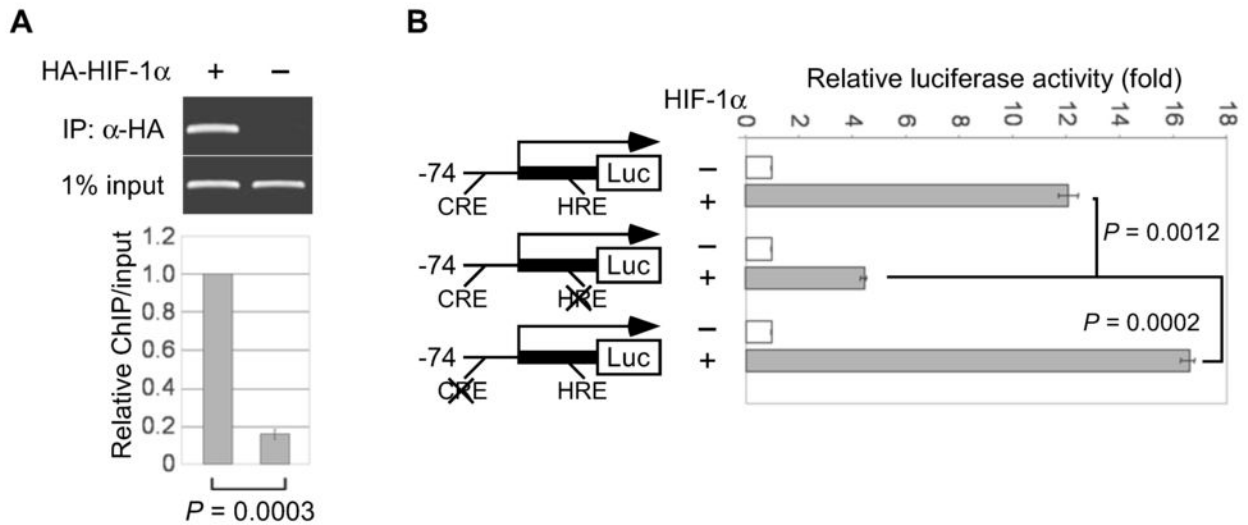 A
HA-HIF-1α + −
IP: α-HA
1% input
Relative ChIP/input
1.2
1.0
0.8
0.6
0.4
0.2
0
P = 0.0003
B
Relative luciferase activity (fold)
HIF-1α
0 2 4 6 8 10 12 14 16 18
-74 Luc
CRE HRE
−
+
P = 0.0012
-74 Luc
CRE HRE
−
+
P = 0.0002
-74 Luc
CRE HRE
−
+